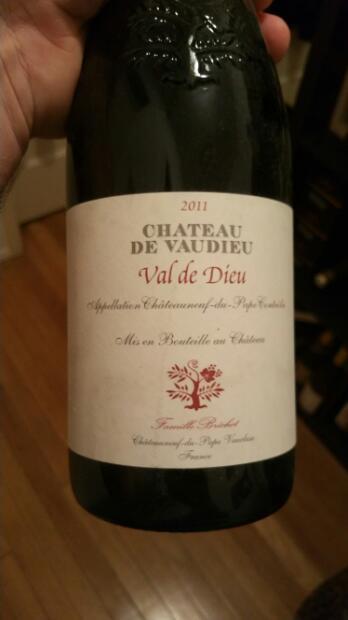 2011
CHATEAU
DE VAUDIEU
Val de Dieu
Appellation Châteauneuf-du-Pape Contrôlée
Mis en Bouteille au Château
Famille Bréchet
Châteauneuf-du-Pape Vaucluse
France